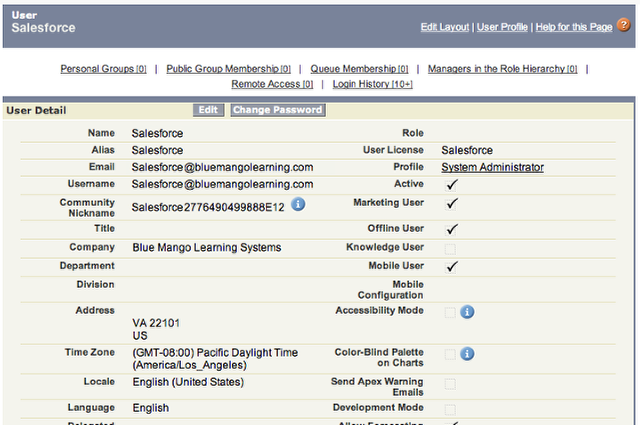 User
Salesforce
Edit Layout | User Profile | Help for this Page ?
Personal Groups [0] | Public Group Membership [0] | Queue Membership [0] | Managers in the Role Hierarchy [0]
Remote Access [0] | Login History [10+]
User Detail Edit Change Password
Name Salesforce Role
Alias Salesforce User License Salesforce
Email Salesforce@bluemangolearning.com Profile System Administrator
Username Salesforce@bluemangolearning.com Active
Community Nickname Salesforce2776490499888E12 i Marketing User
Title Offline User
Company Blue Mango Learning Systems Knowledge User
Department Mobile User
Division Mobile Configuration
Address Accessibility Mode i
VA 22101
US
Time Zone (GMT-08:00) Pacific Daylight Time Color-Blind Palette i
(America/Los_Angeles) on Charts
Locale English (United States) Send Apex Warning
Emails
Language English Development Mode
Delegated Allow Forecasting